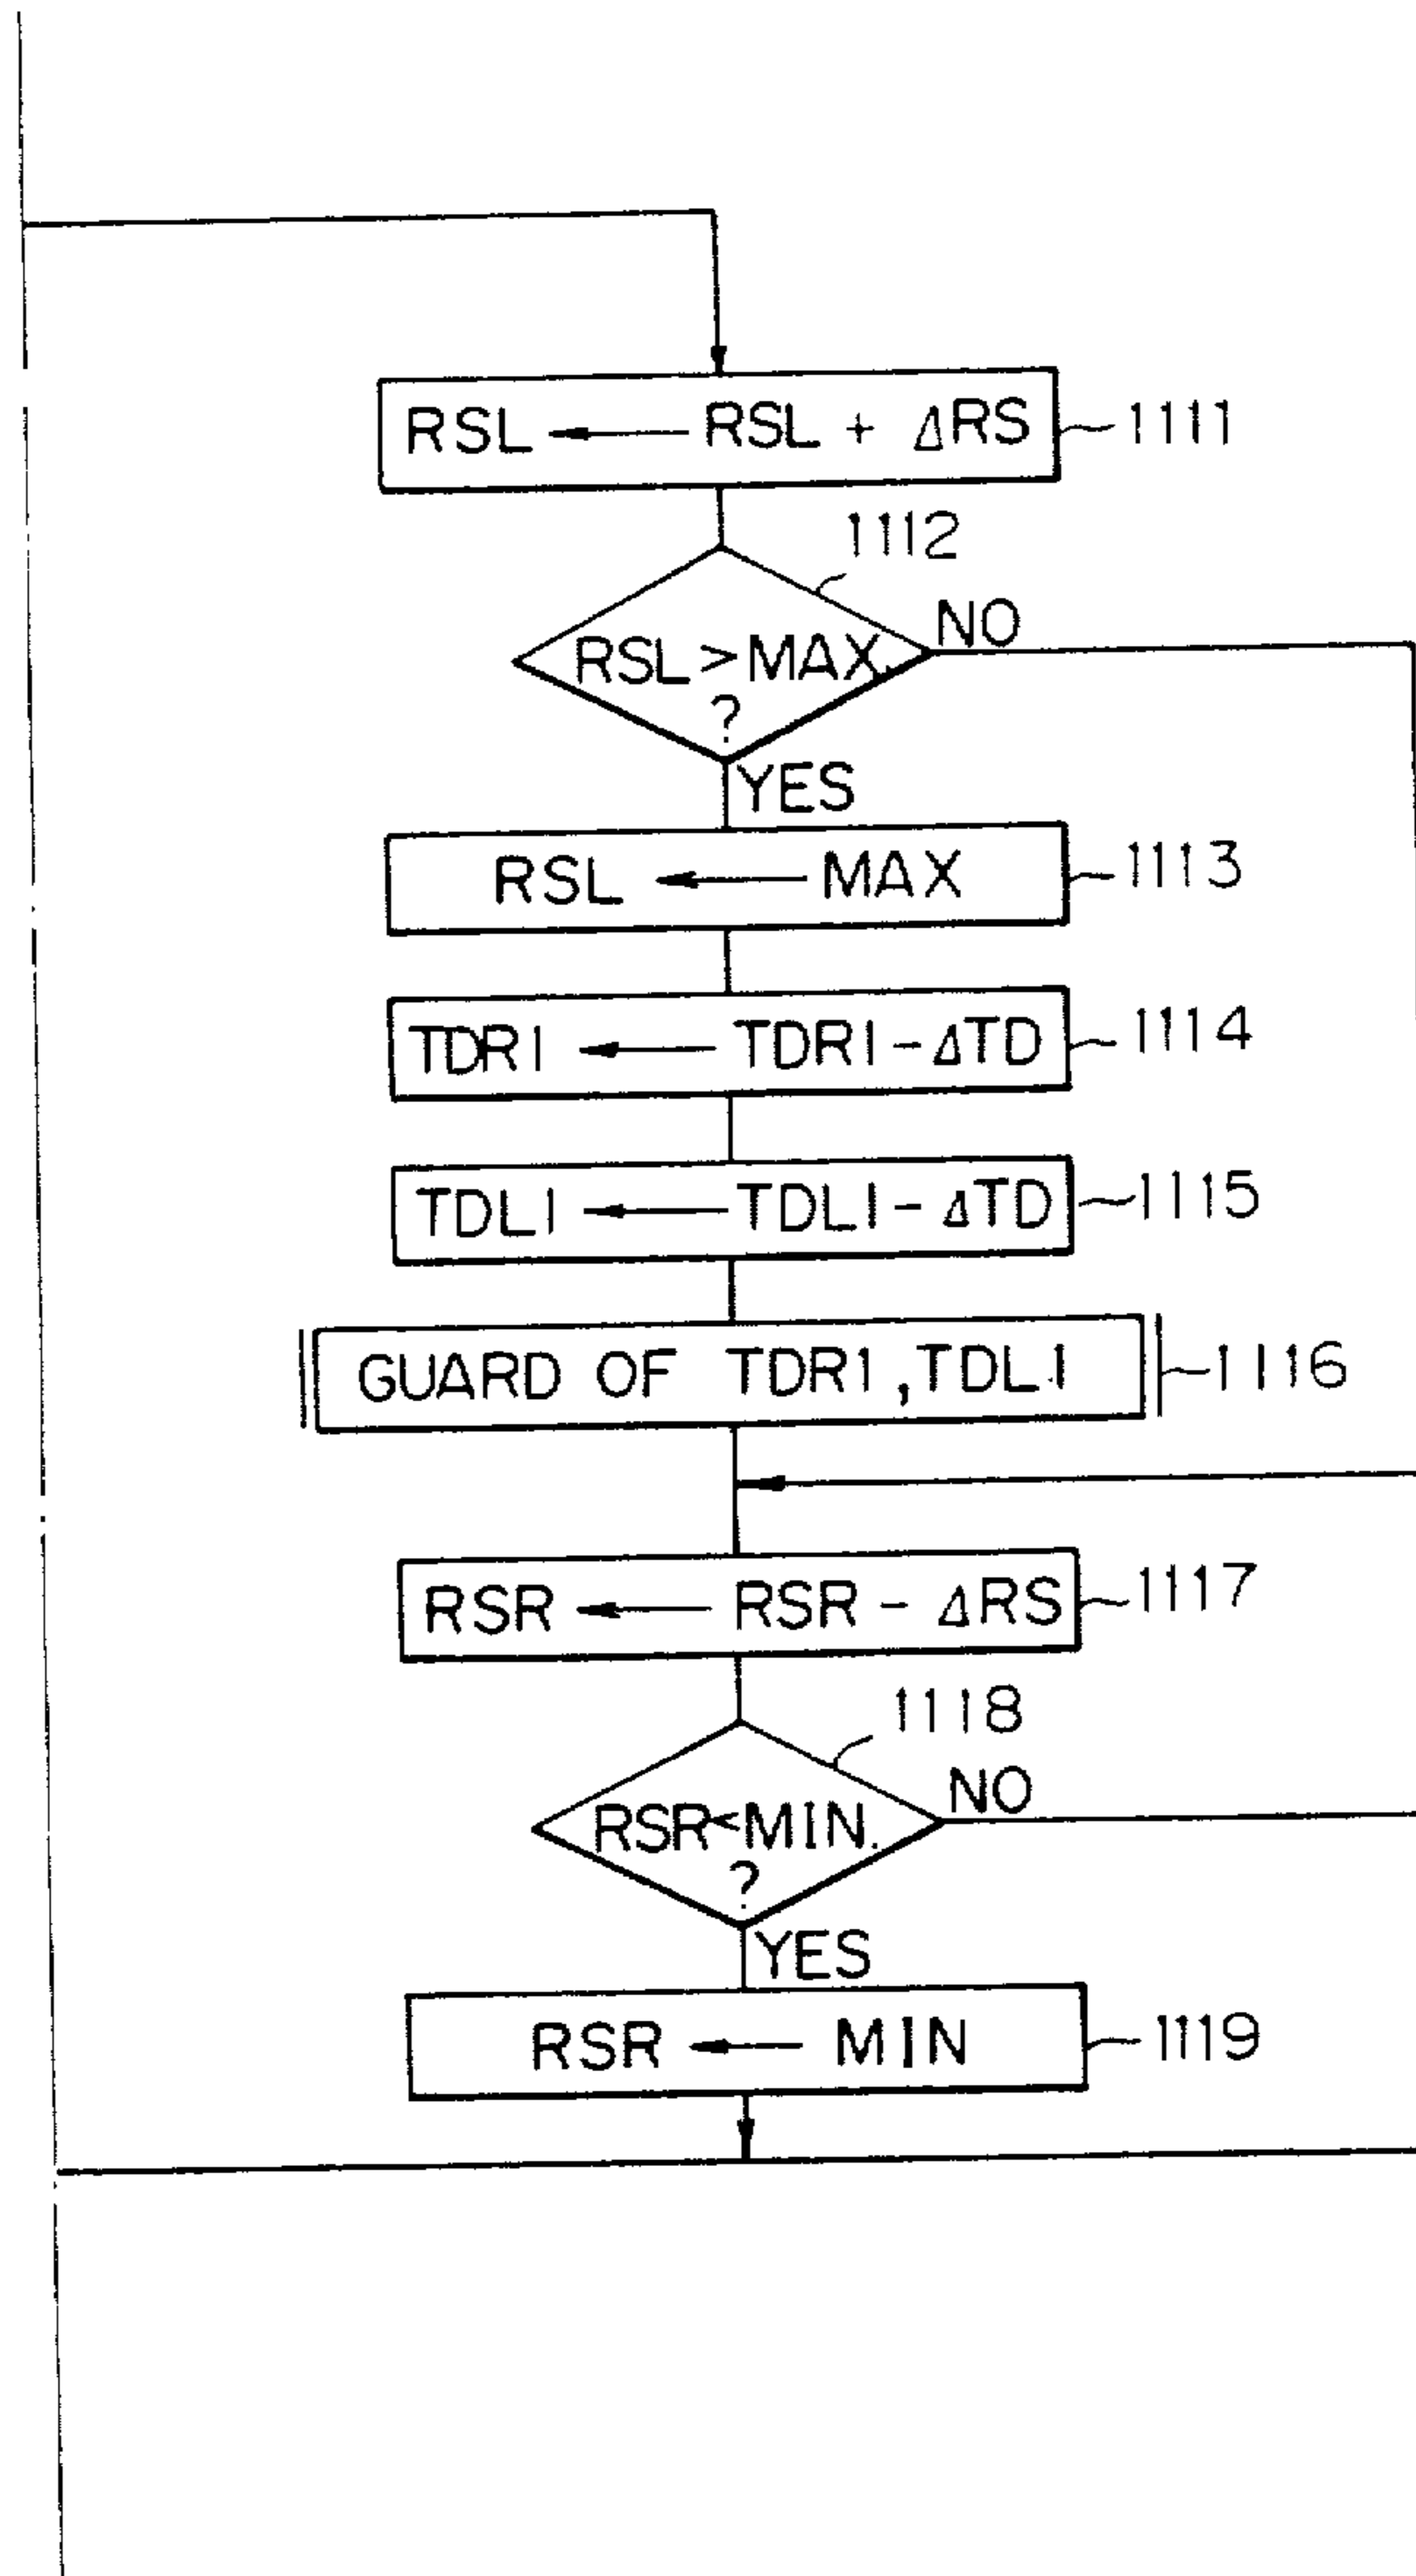 RSL ← RSL + ΔRS 1111
1112
NO
RSL > MAX.
?
YES
RSL ← MAX 1113
TDR1 ← TDR1 - ΔTD 1114
TDL1 ← TDL1 - ΔTD 1115
GUARD OF TDR1, TDL1 1116
RSR ← RSR - ΔRS 1117
1118
NO
RSR < MIN.
?
YES
RSR ← MIN 1119